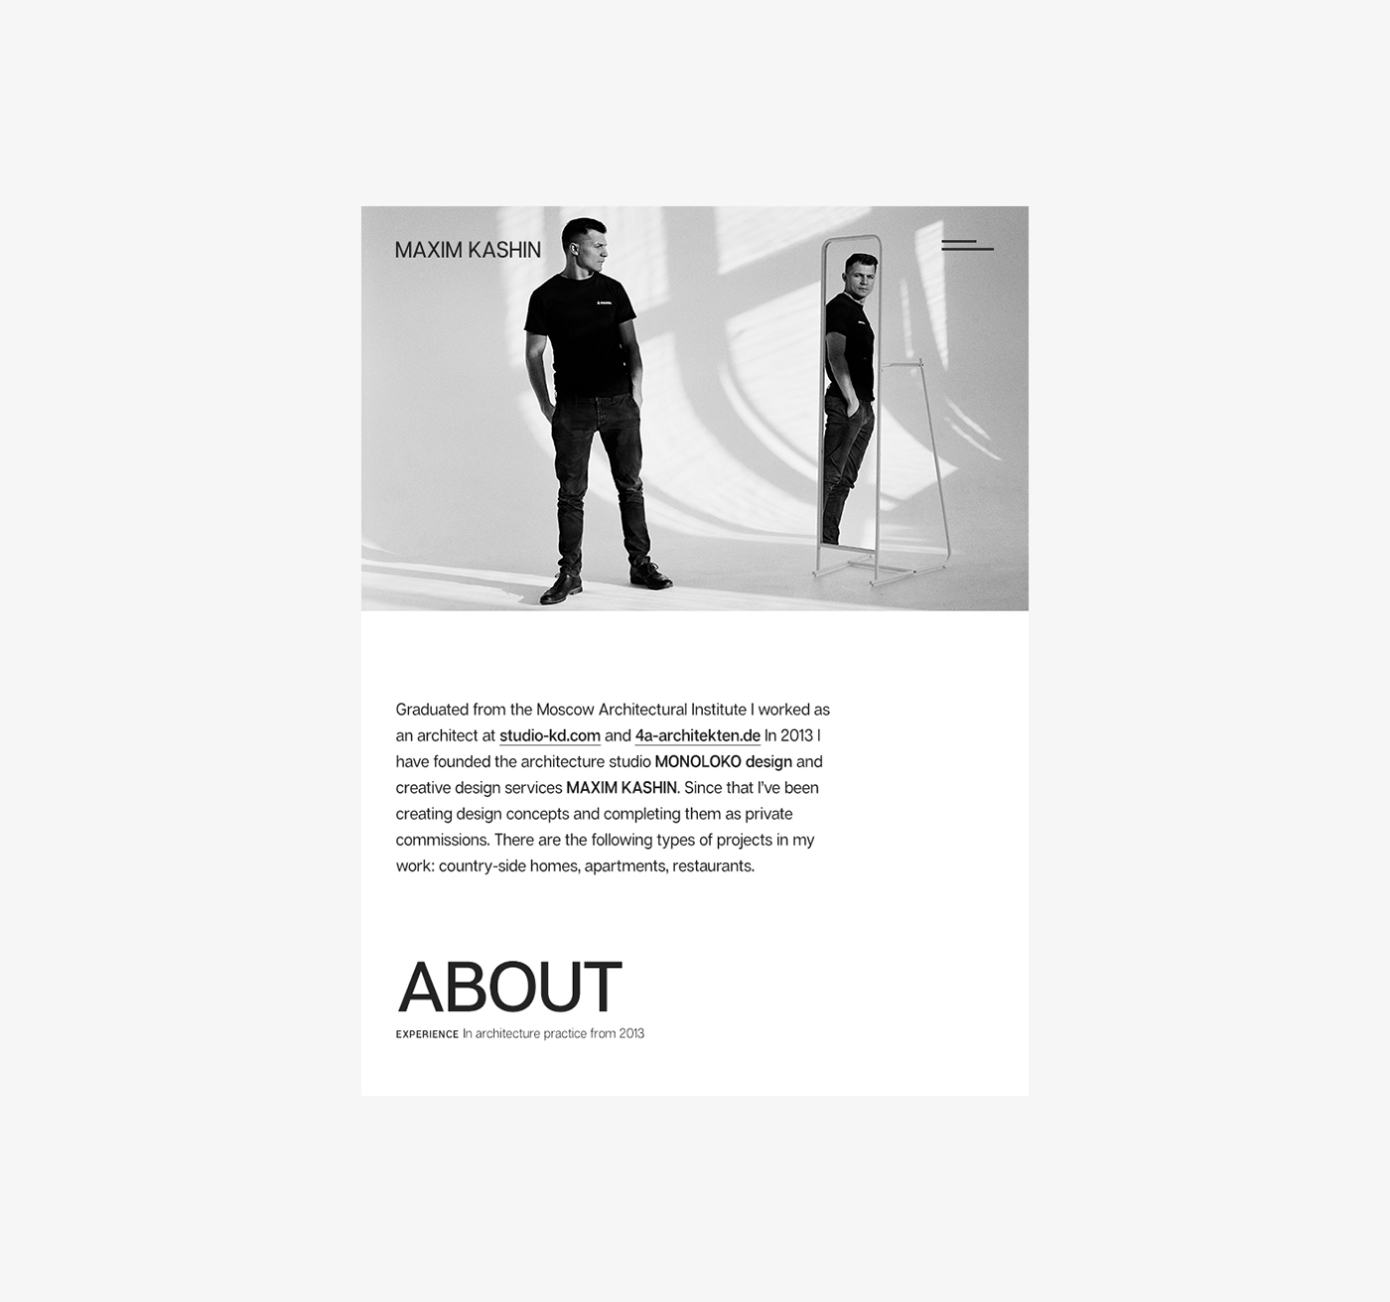 MAXIM KASHIN
Graduated from the Moscow Architectural Institute I worked as
an architect at studio-kd.com and 4a-architekten.de In 2013 I
have founded the architecture studio MONOLOKO design and
creative design services MAXIM KASHIN. Since that I've been
creating design concepts and completing them as private
commissions. There are the following types of projects in my
work: country-side homes, apartments, restaurants.
ABOUT
EXPERIENCE In architecture practice from 2013